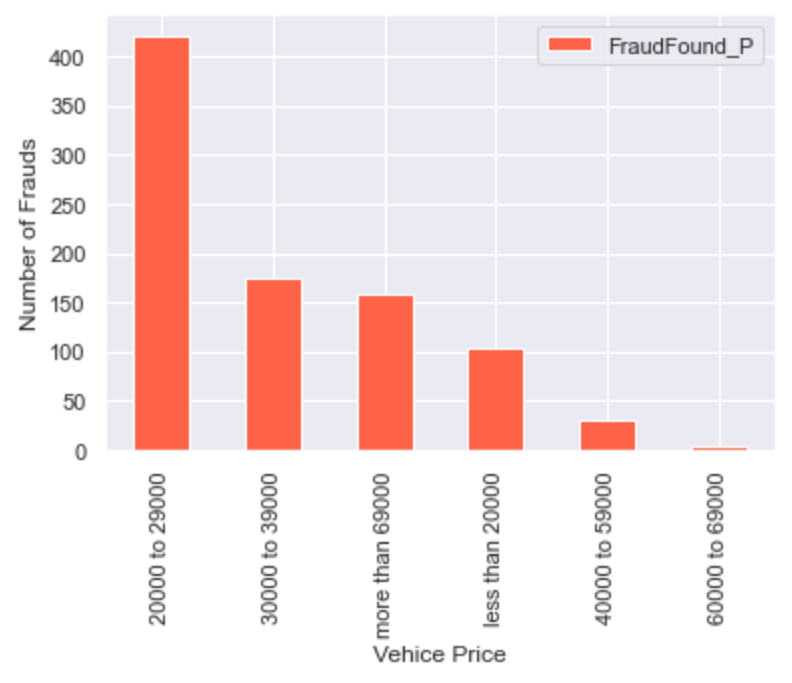 FraudFound_P
400
350
300
250
200
150
100
50
0
Number of Frauds
20000 to 29000
30000 to 39000
more than 69000
less than 20000
40000 to 59000
60000 to 69000
Vehice Price